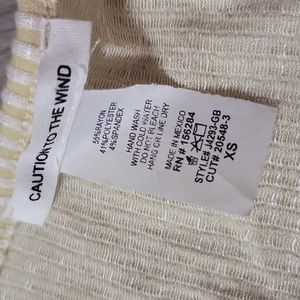 CAUTION TO THE WIND
55%RAYON
41%POLYESTER
4%SPANDEX
HAND WASH
WITH COLD WATER
DO NOT BLEACH
HANG OR LINE DRY
MADE IN MEXICO
RN # 156284
STYLE# J4093-GB
CUT# 20548-3
XS